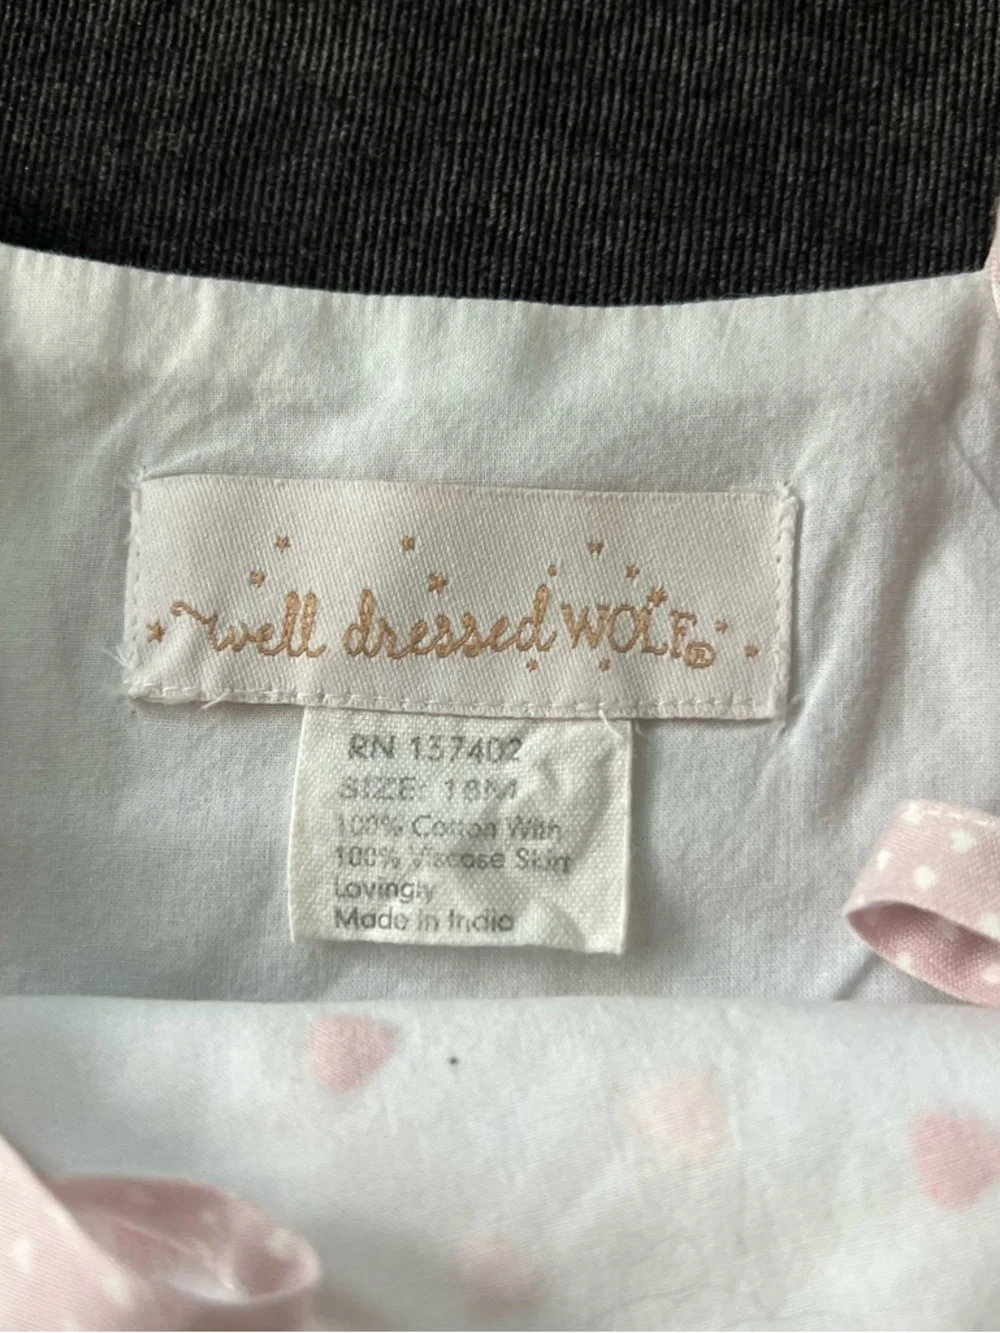 well dressed WOLF®
RN 137402
SIZE: 18M
100% Cotton With
100% Viscose Skirt
Lovingly
Made in India